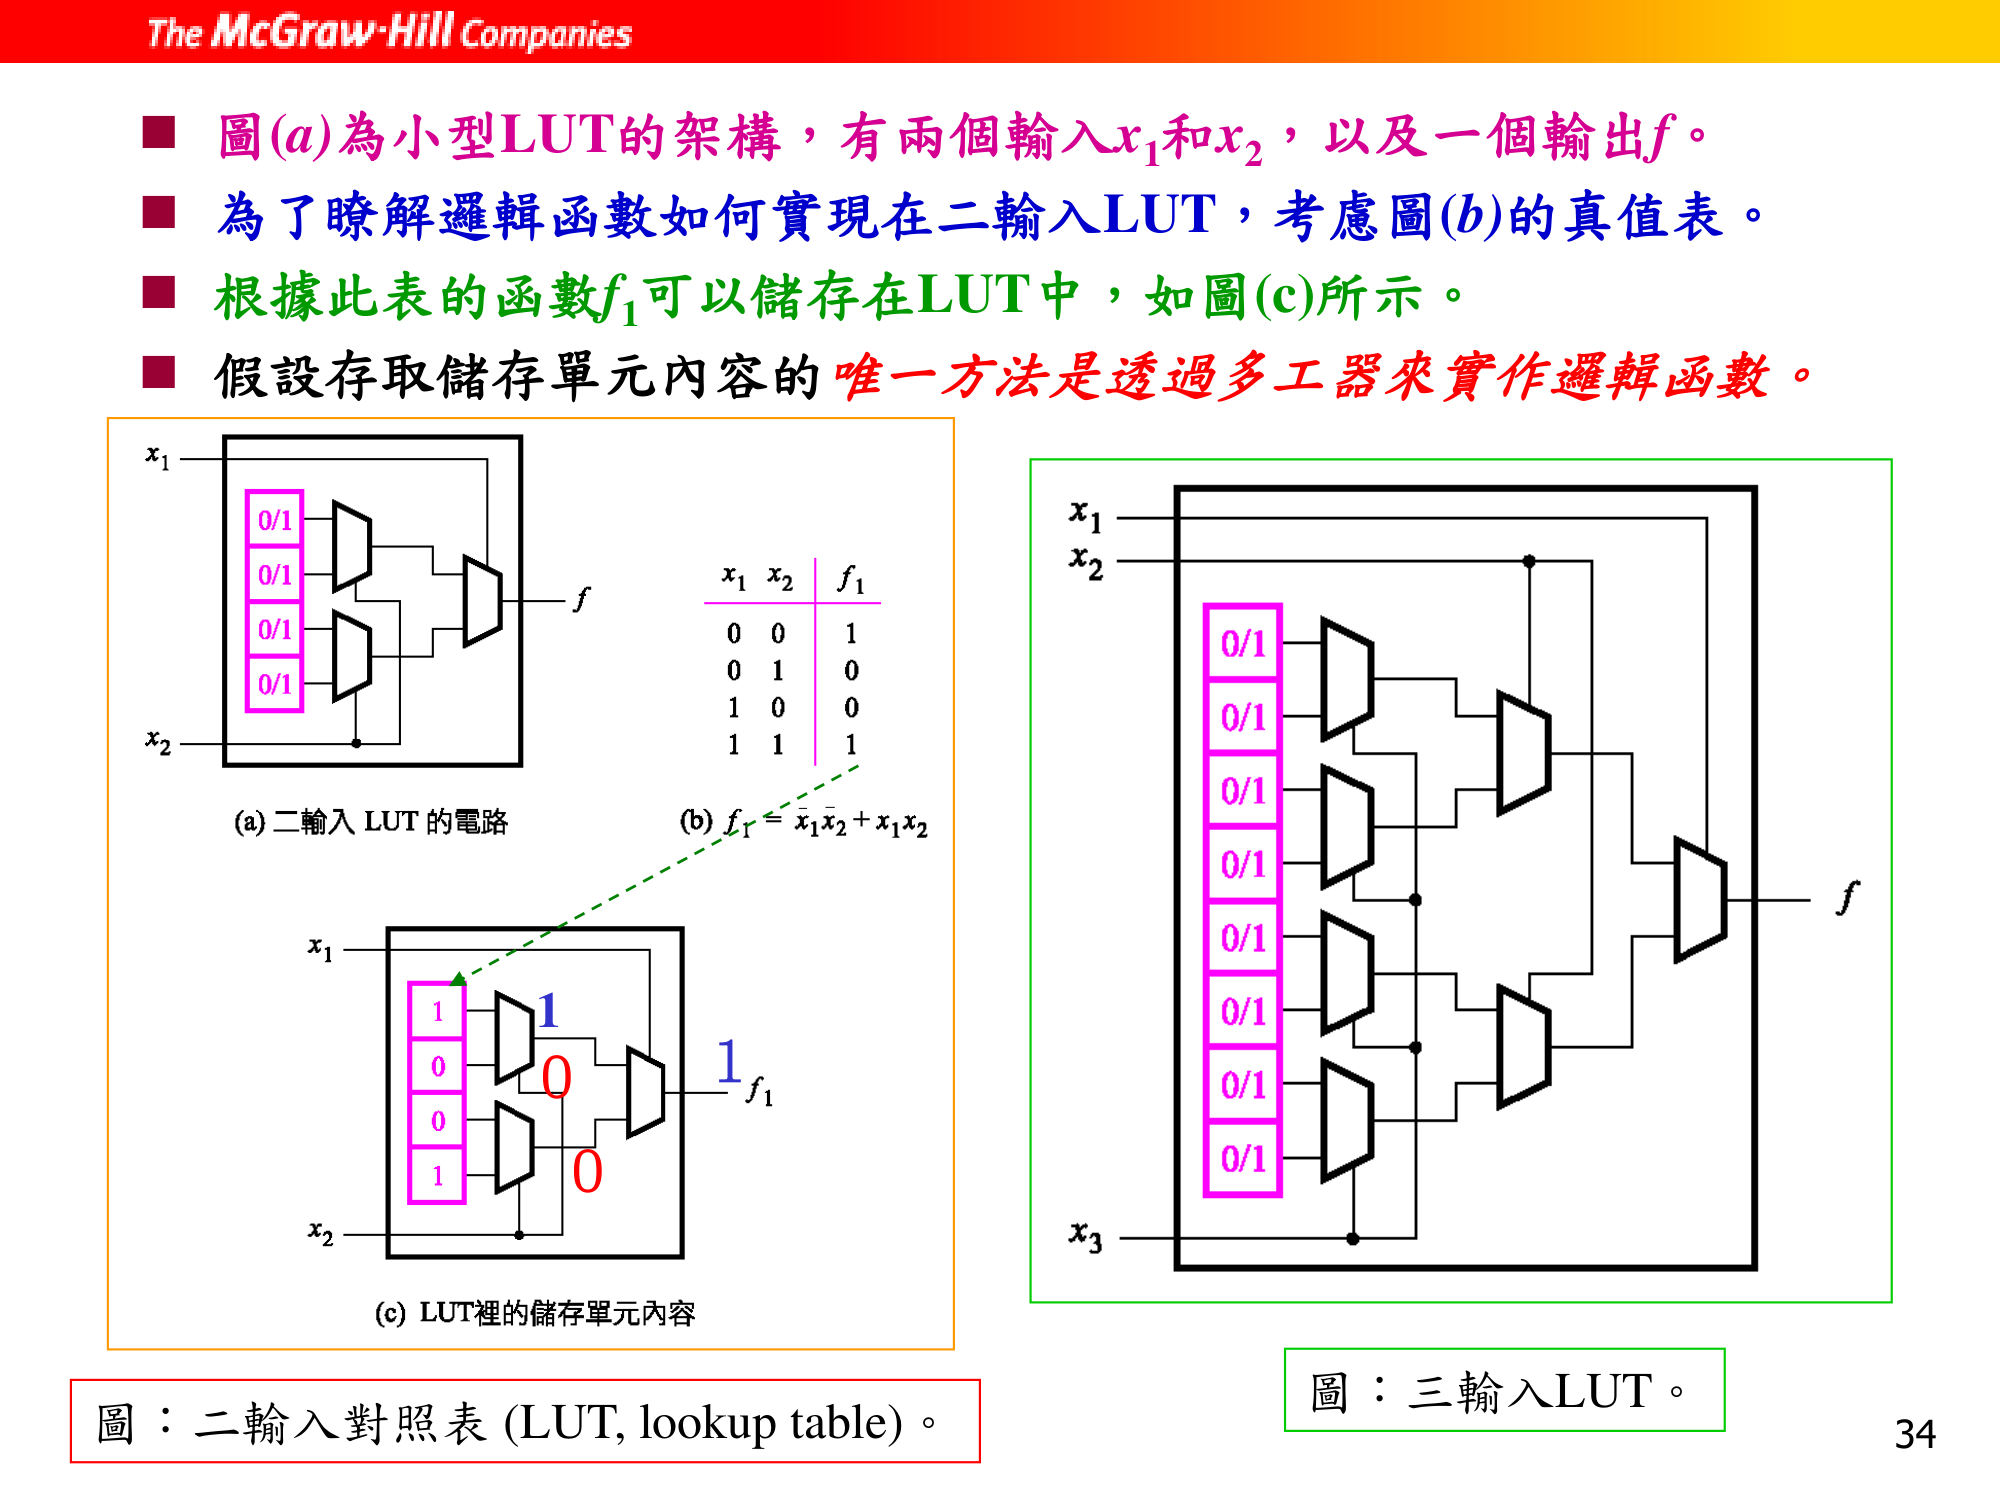 The McGraw-Hill Companies
圖(a)為小型LUT的架構，有兩個輸入x1和x2，以及一個輸出f。
為了瞭解邏輯函數如何實現在二輸入LUT，考慮圖(b)的真值表。
根據此表的函數f1可以儲存在LUT中，如圖(c)所示。
假設存取儲存單元內容的唯一方法是透過多工器來實作邏輯函數。
x1
0/1
0/1
0/1
0/1
x2
f
(a) 二輸入 LUT 的電路
x1 x2 f1
0 0 1
0 1 0
1 0 0
1 1 1
(b) f1 = x̄1x̄2 + x1x2
x1
1
0
0
1
x2
1
0
0
1
f1
(c) LUT裡的儲存單元內容
圖：二輸入對照表 (LUT, lookup table)。
x1
x2
0/1
0/1
0/1
0/1
0/1
0/1
0/1
0/1
x3
f
圖：三輸入LUT。
34